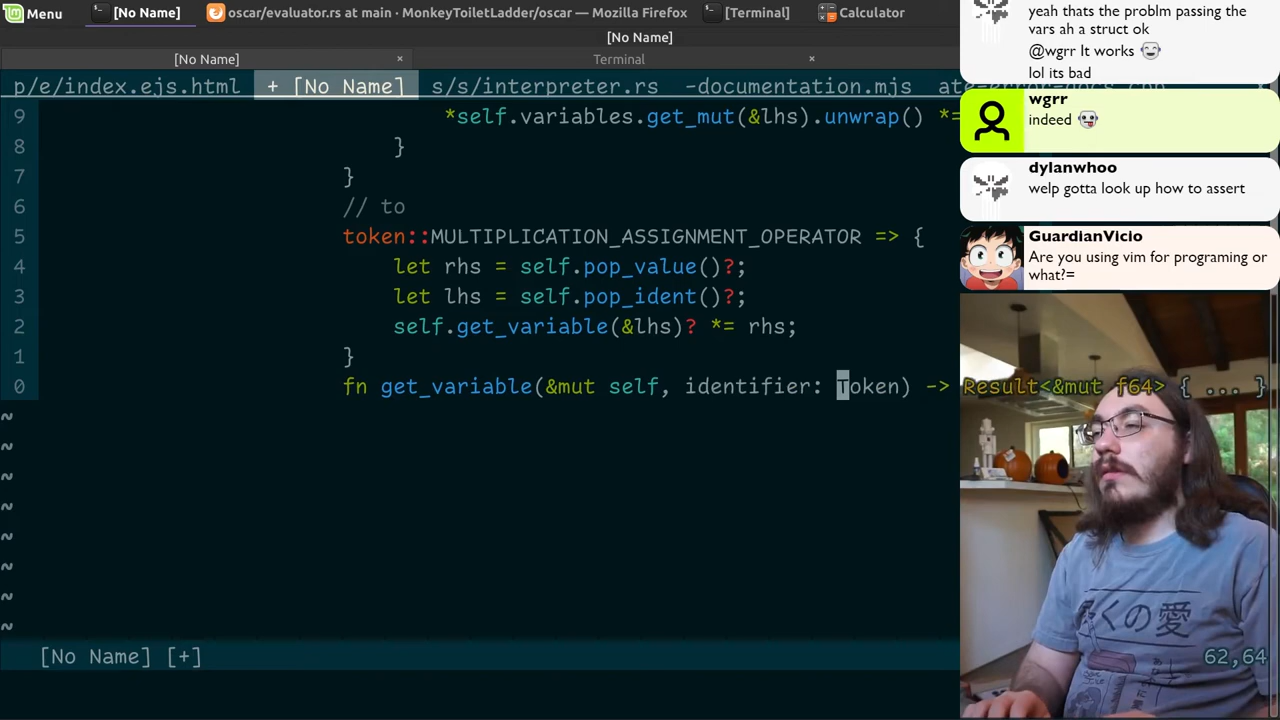 Menu
[No Name]
oscar/evaluator.rs at main · MonkeyToiletLadder/oscar — Mozilla Firefox
[Terminal]
Calculator
[No Name]
[No Name] ×
Terminal ×
p/e/index.ejs.html + [No Name] s/s/interpreter.rs -documentation.mjs
9 *self.variables.get_mut(&lhs).unwrap() *=
8 }
7 }
6 // to
5 token::MULTIPLICATION_ASSIGNMENT_OPERATOR => {
4 let rhs = self.pop_value()?;
3 let lhs = self.pop_ident()?;
2 self.get_variable(&lhs)? *= rhs;
1 }
0 fn get_variable(&mut self, identifier: Token) -> Result<&mut f64> { ... }
~
~
~
~
~
~
~
~
[No Name] [+] 62,64
yeah thats the problm passing the
vars ah a struct ok
@wgrr It works
lol its bad
wgrr
indeed
dylanwhoo
welp gotta look up how to assert
GuardianVicio
Are you using vim for programing or
what?=